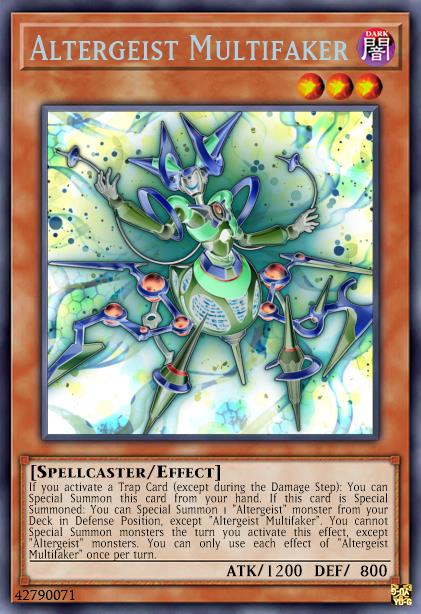 ALTERGEIST MULTIFAKER
DARK
闇
[SPELLCASTER/EFFECT]
If you activate a Trap Card (except during the Damage Step): You can
Special Summon this card from your hand. If this card is Special
Summoned: You can Special Summon 1 "Altergeist" monster from your
Deck in Defense Position, except "Altergeist Multifaker". You cannot
Special Summon monsters the turn you activate this effect, except
"Altergeist" monsters. You can only use each effect of "Altergeist
Multifaker" once per turn.
ATK/1200 DEF/ 800
42790071